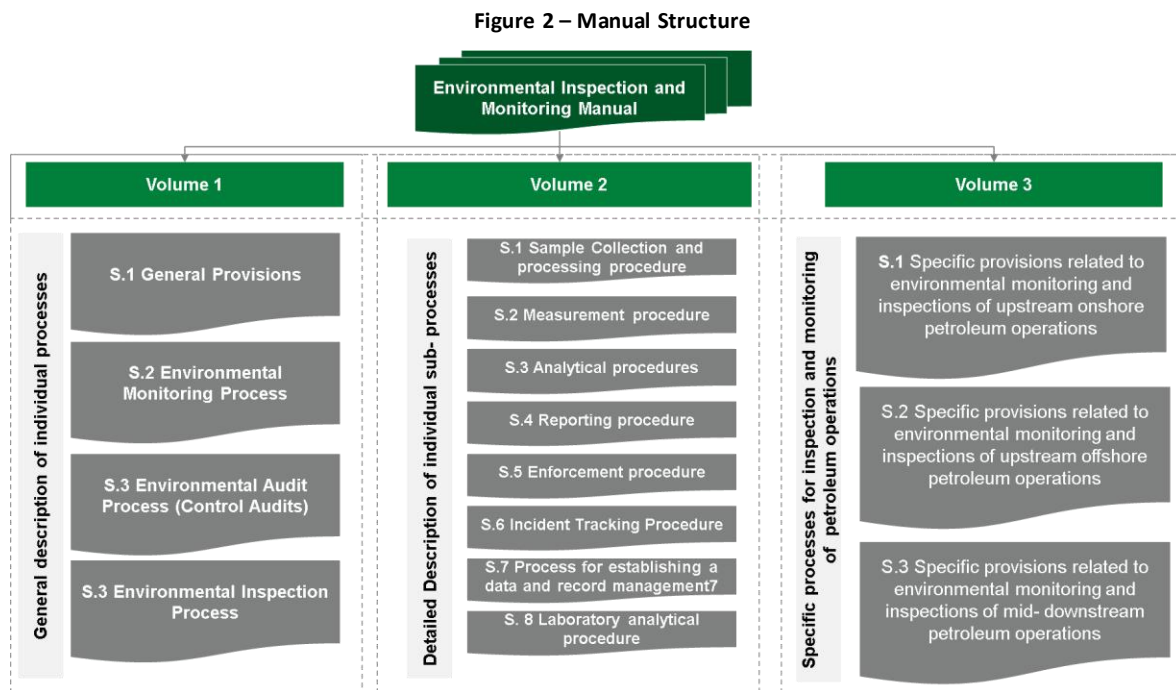 Figure 2 – Manual Structure
Environmental Inspection and
Monitoring Manual
Volume 1
General description of individual processes
S.1 General Provisions
S.2 Environmental
Monitoring Process
S.3 Environmental Audit
Process (Control Audits)
S.3 Environmental Inspection
Process
Volume 2
Detailed Description of individual sub- processes
S.1 Sample Collection and
processing procedure
S.2 Measurement procedure
S.3 Analytical procedures
S.4 Reporting procedure
S.5 Enforcement procedure
S.6 Incident Tracking Procedure
S.7 Process for establishing a
data and record management7
S. 8 Laboratory analytical
procedure
Volume 3
Specific processes for inspection and monitoring
of petroleum operations
S.1 Specific provisions related to
environmental monitoring and
inspections of upstream onshore
petroleum operations
S.2 Specific provisions related to
environmental monitoring and
inspections of upstream offshore
petroleum operations
S.3 Specific provisions related to
environmental monitoring and
inspections of mid- downstream
petroleum operations